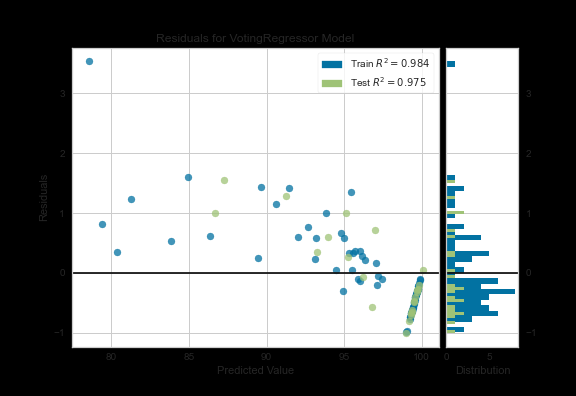 Residuals for VotingRegressor Model
Train R² = 0.984
Test R² = 0.975
Residuals
3
2
1
0
−1
80
85
90
95
100
Predicted Value
3
2
1
0
−1
0
5
Distribution